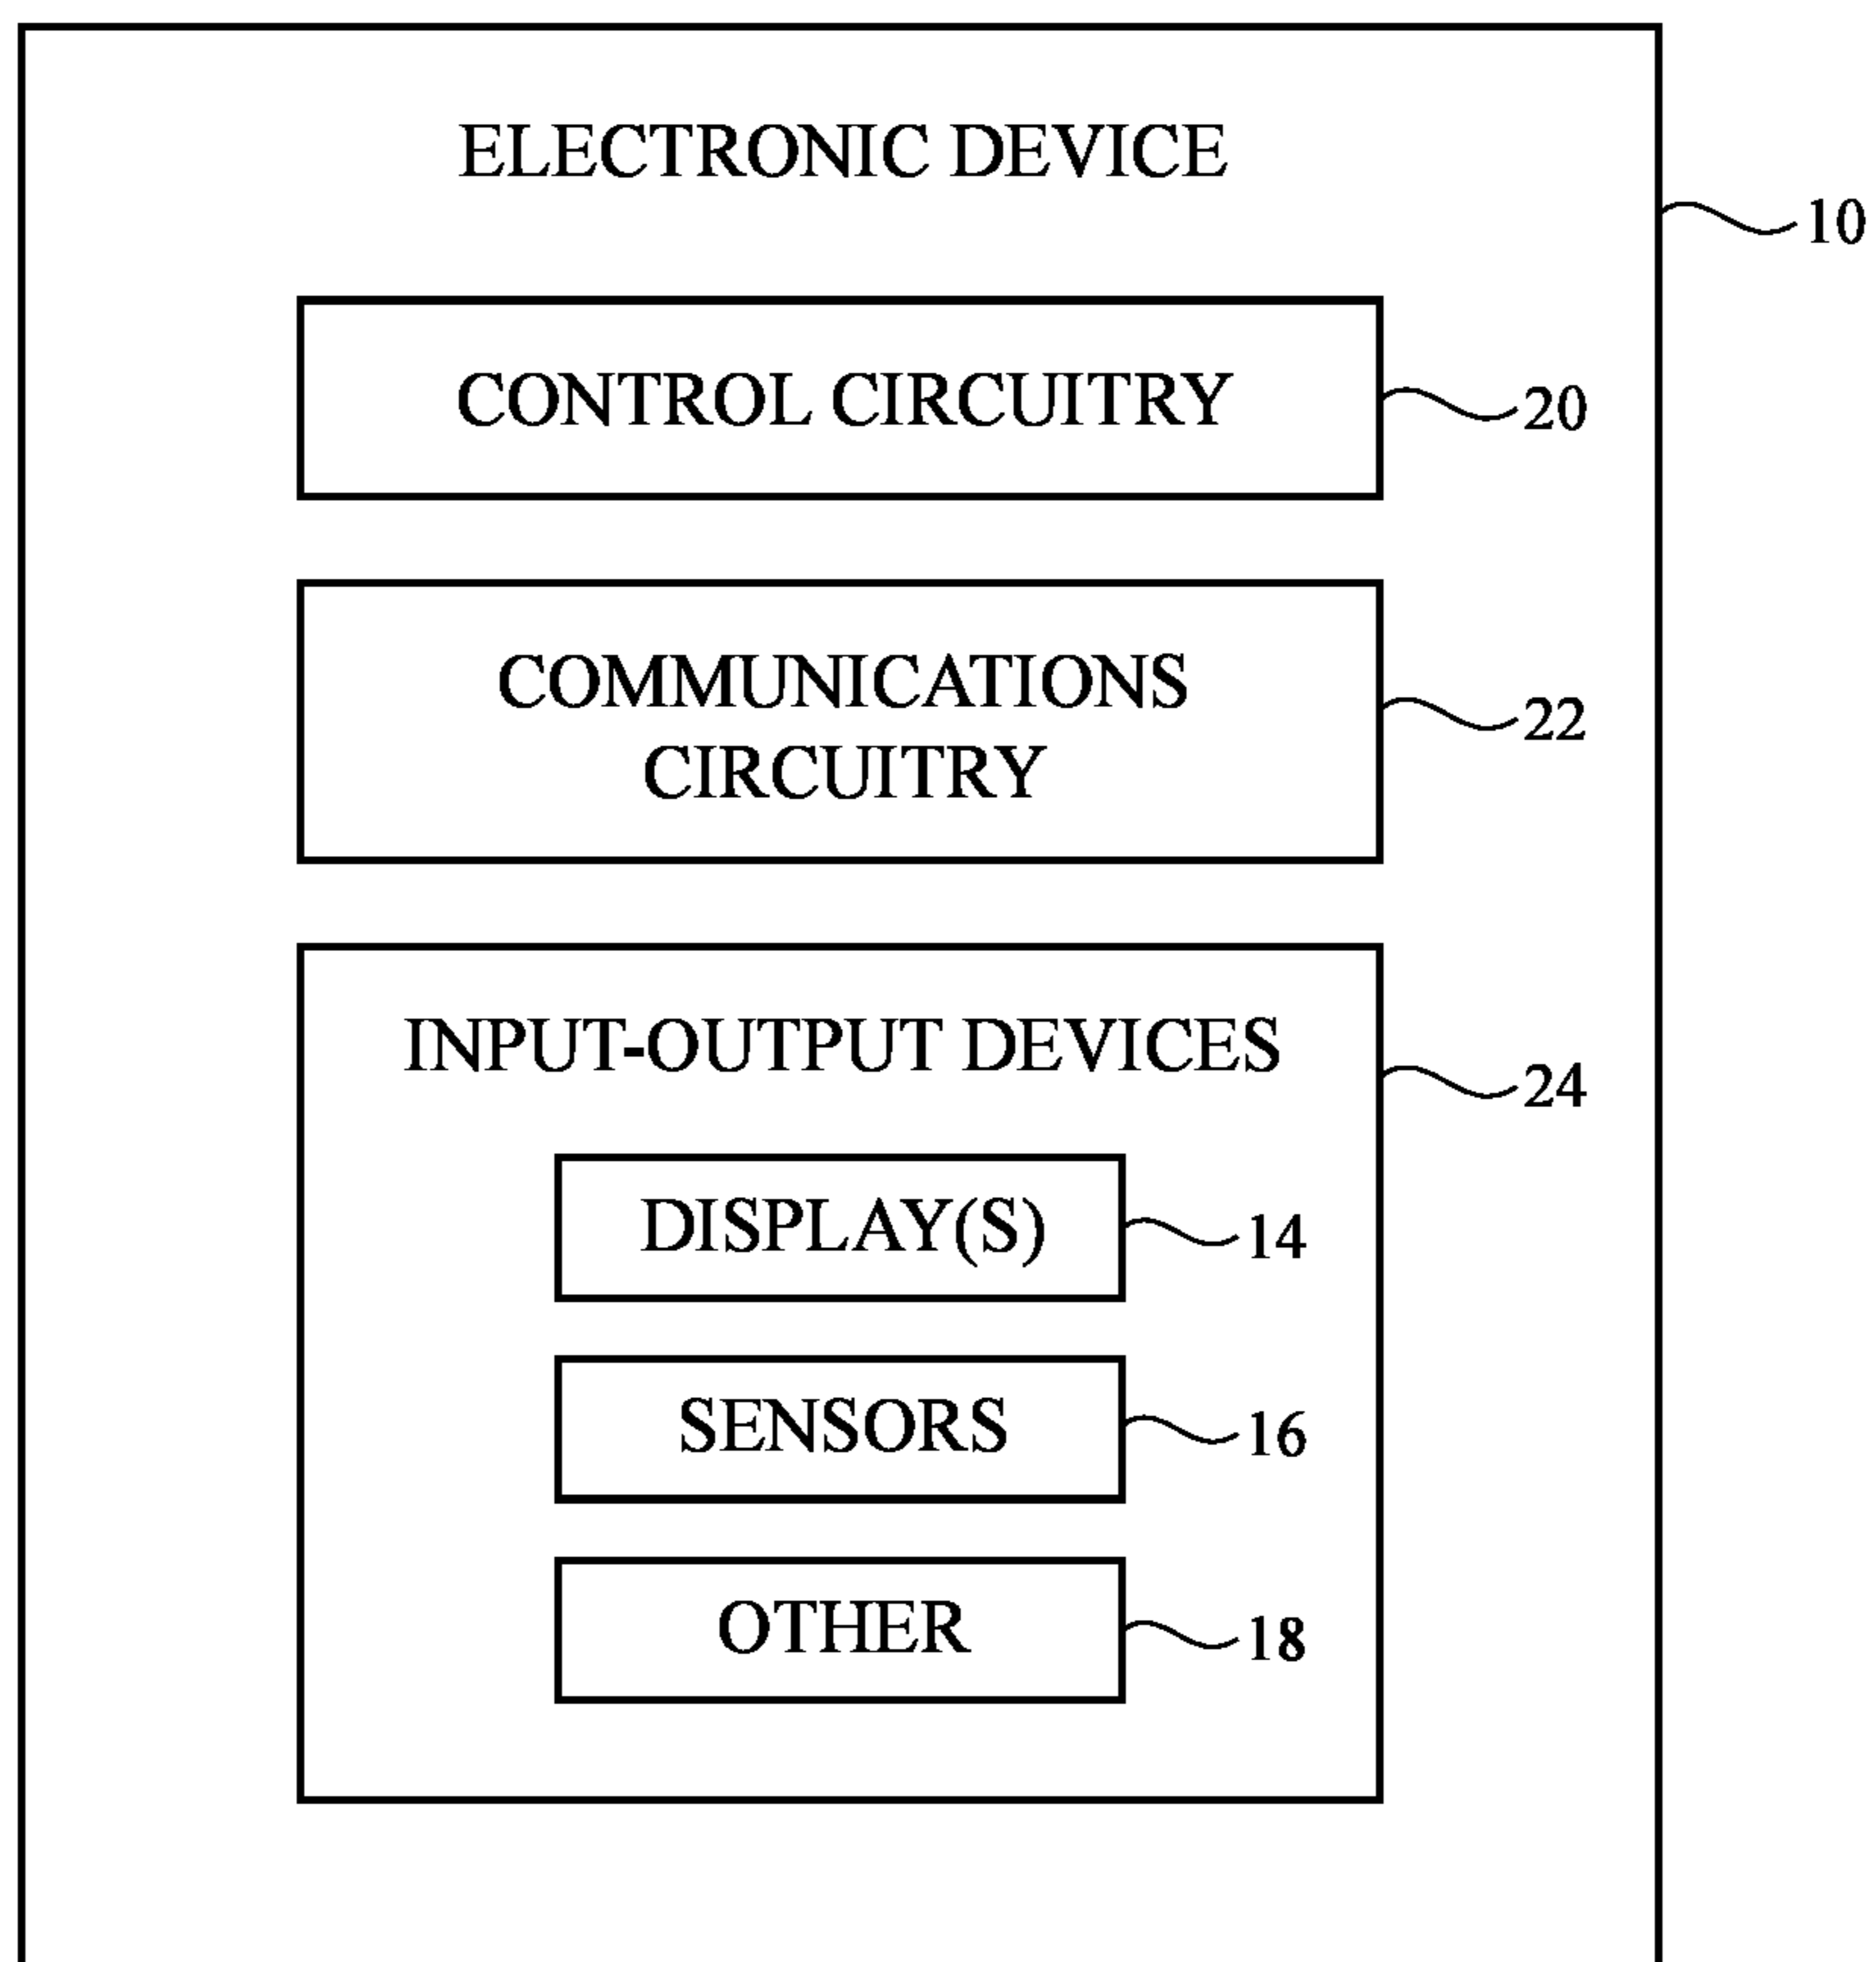 ELECTRONIC DEVICE
10
CONTROL CIRCUITRY
20
COMMUNICATIONS
CIRCUITRY
22
INPUT-OUTPUT DEVICES
24
DISPLAY(S)
14
SENSORS
16
OTHER
18